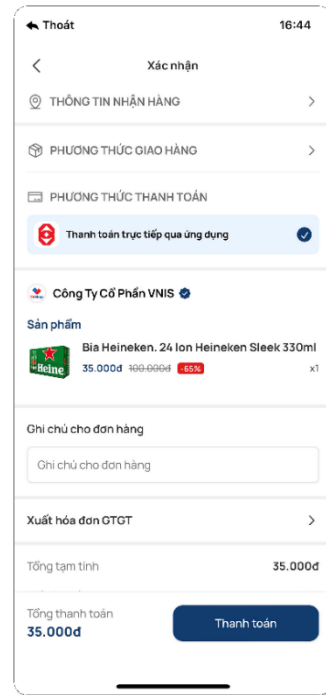 Thoát
16:44
Xác nhận
THÔNG TIN NHẬN HÀNG
PHƯƠNG THỨC GIAO HÀNG
PHƯƠNG THỨC THANH TOÁN
Thanh toán trực tiếp qua ứng dụng
Công Ty Cổ Phần VNIS
Sản phẩm
Bia Heineken. 24 lon Heineken Sleek 330ml
Heine
35.000đ 100.000đ -65% x1
Ghi chú cho đơn hàng
Ghi chú cho đơn hàng
Xuất hóa đơn GTGT
Tổng tạm tính 35.000đ
Tổng thanh toán
35.000đ
Thanh toán